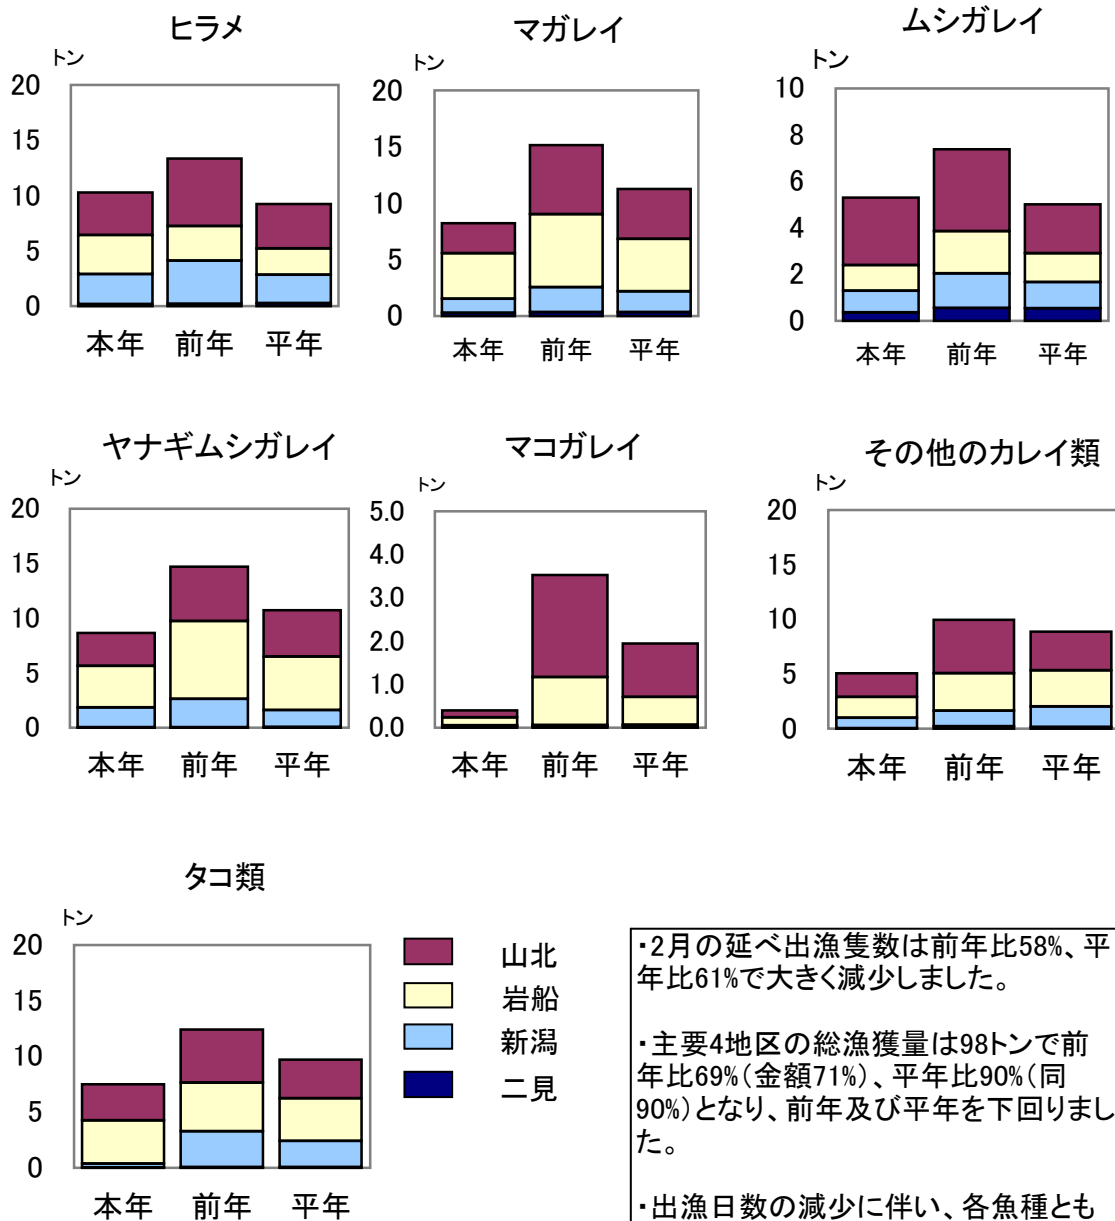 ヒラメ
トン
20
15
10
5
0
本年 前年 平年
マガレイ
トン
20
15
10
5
0
本年 前年 平年
ムシガレイ
トン
10
8
6
4
2
0
本年 前年 平年
ヤナギムシガレイ
トン
20
15
10
5
0
本年 前年 平年
マコガレイ
トン
5.0
4.0
3.0
2.0
1.0
0.0
本年 前年 平年
その他のカレイ類
トン
20
15
10
5
0
本年 前年 平年
タコ類
トン
20
15
10
5
0
本年 前年 平年
山北
岩船
新潟
二見
・2月の延べ出漁隻数は前年比58%、平
年比61%で大きく減少しました。
・主要4地区の総漁獲量は98トンで前
年比69%(金額71%)、平年比90%(同
90%)となり、前年及び平年を下回りまし
た。
・出漁日数の減少に伴い、各魚種とも